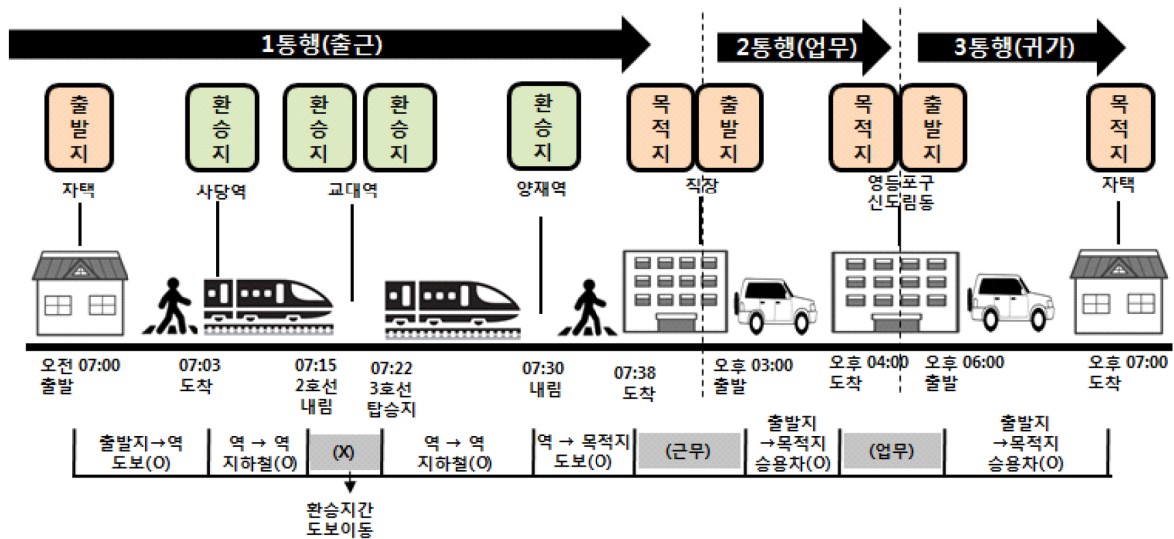 1통행(출근)
2통행(업무)
3통행(귀가)
출발지
환승지
환승지
환승지
환승지
목적지
출발지
목적지
출발지
목적지
자택
사당역
교대역
양재역
직장
영등포구
신도림동
자택
오전 07:00
출발
07:03
도착
07:15
2호선
내림
07:22
3호선
탑승지
07:30
내림
07:38
도착
오후 03:00
출발
오후 04:00
도착
오후 06:00
출발
오후 07:00
도착
출발지→역
도보(O)
역 → 역
지하철(O)
(X)
역 → 역
지하철(O)
역 → 목적지
도보(O)
(근무)
출발지
→목적지
승용차(O)
(업무)
출발지
→목적지
승용차(O)
환승지간
도보이동